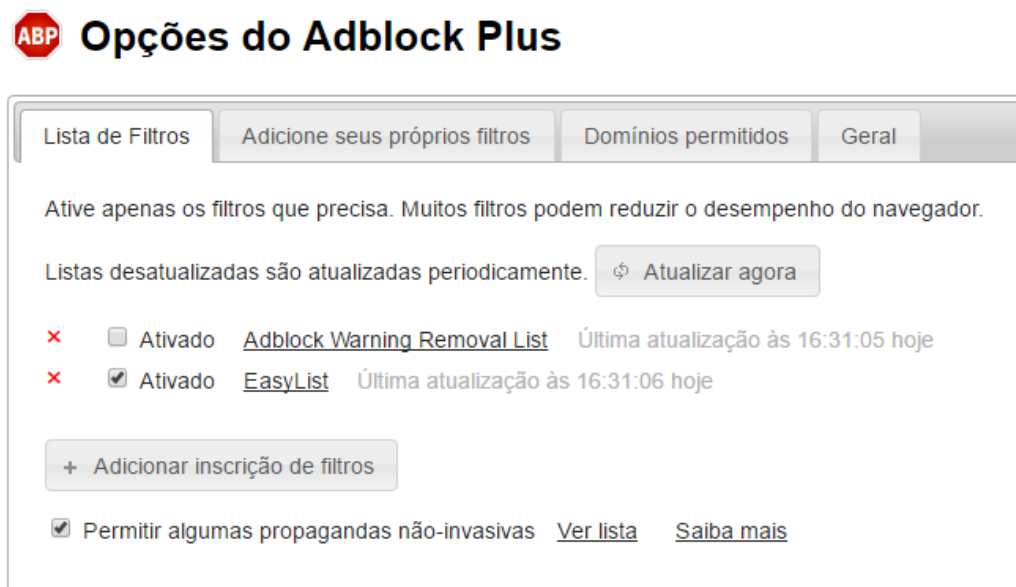 ABP Opções do Adblock Plus
Lista de Filtros Adicione seus próprios filtros Domínios permitidos Geral
Ative apenas os filtros que precisa. Muitos filtros podem reduzir o desempenho do navegador.
Listas desatualizadas são atualizadas periodicamente. Atualizar agora
Ativado Adblock Warning Removal List Última atualização às 16:31:05 hoje
Ativado EasyList Última atualização às 16:31:06 hoje
+ Adicionar inscrição de filtros
Permitir algumas propagandas não-invasivas Ver lista Saiba mais